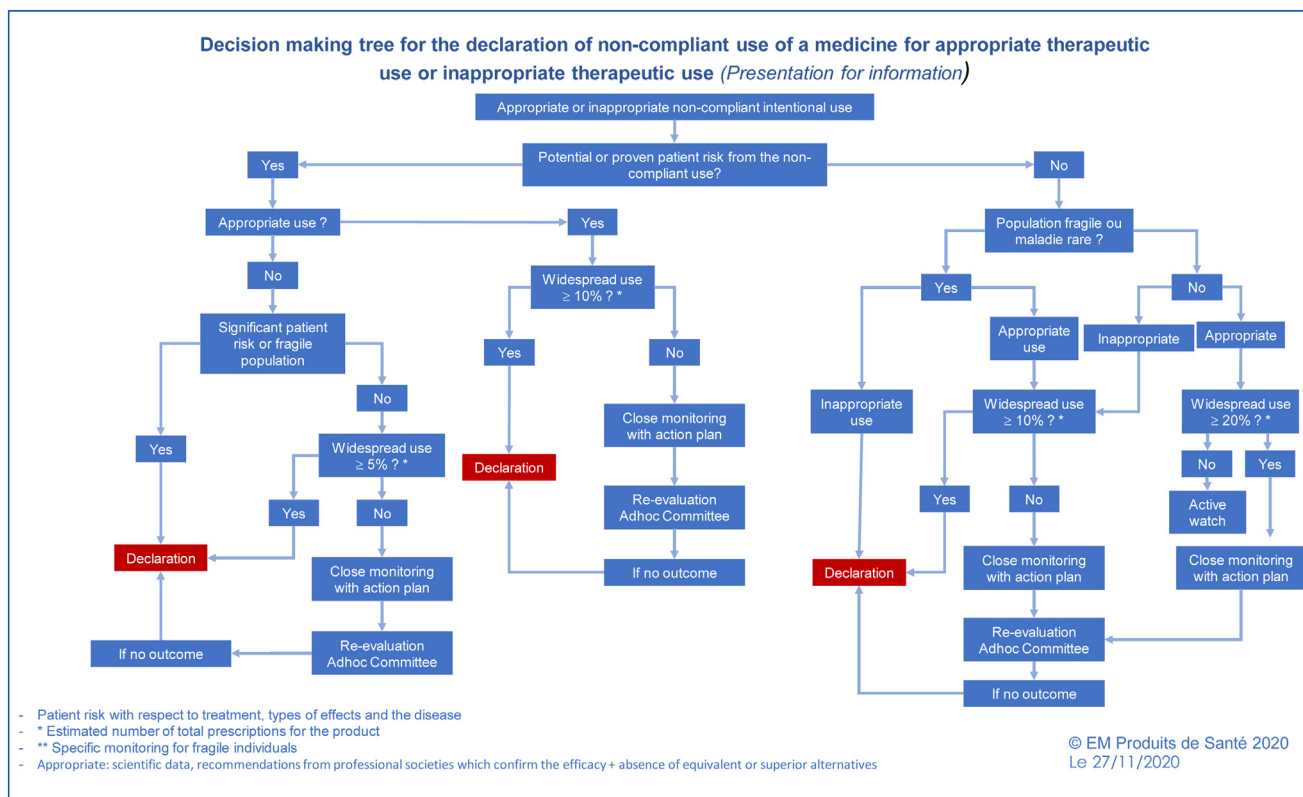 Decision making tree for the declaration of non-compliant use of a medicine for appropriate therapeutic
use or inappropriate therapeutic use (Presentation for information)
Appropriate or inappropriate non-compliant intentional use
Yes
Potential or proven patient risk from the non-
compliant use?
No
Appropriate use ?
Yes
Population fragile ou
maladie rare ?
No
Widespread use
≥ 10% ? *
Yes
No
Significant patient
risk or fragile
population
Yes
No
Appropriate
use
Inappropriate
Appropriate
No
Close monitoring
with action plan
Inappropriate
use
Widespread use
≥ 10% ? *
Widespread use
≥ 20% ? *
Yes
Widespread use
≥ 5% ? *
Declaration
No
Yes
Yes
No
Re-evaluation
Adhoc Committee
Yes
No
Active
watch
Declaration
Close monitoring
with action plan
If no outcome
Declaration
Close monitoring
with action plan
Close monitoring
with action plan
If no outcome
Re-evaluation
Adhoc Committee
Re-evaluation
Adhoc Committee
If no outcome
- Patient risk with respect to treatment, types of effects and the disease
- * Estimated number of total prescriptions for the product
- ** Specific monitoring for fragile individuals
- Appropriate: scientific data, recommendations from professional societies which confirm the efficacy + absence of equivalent or superior alternatives
© EM Produits de Santé 2020
Le 27/11/2020